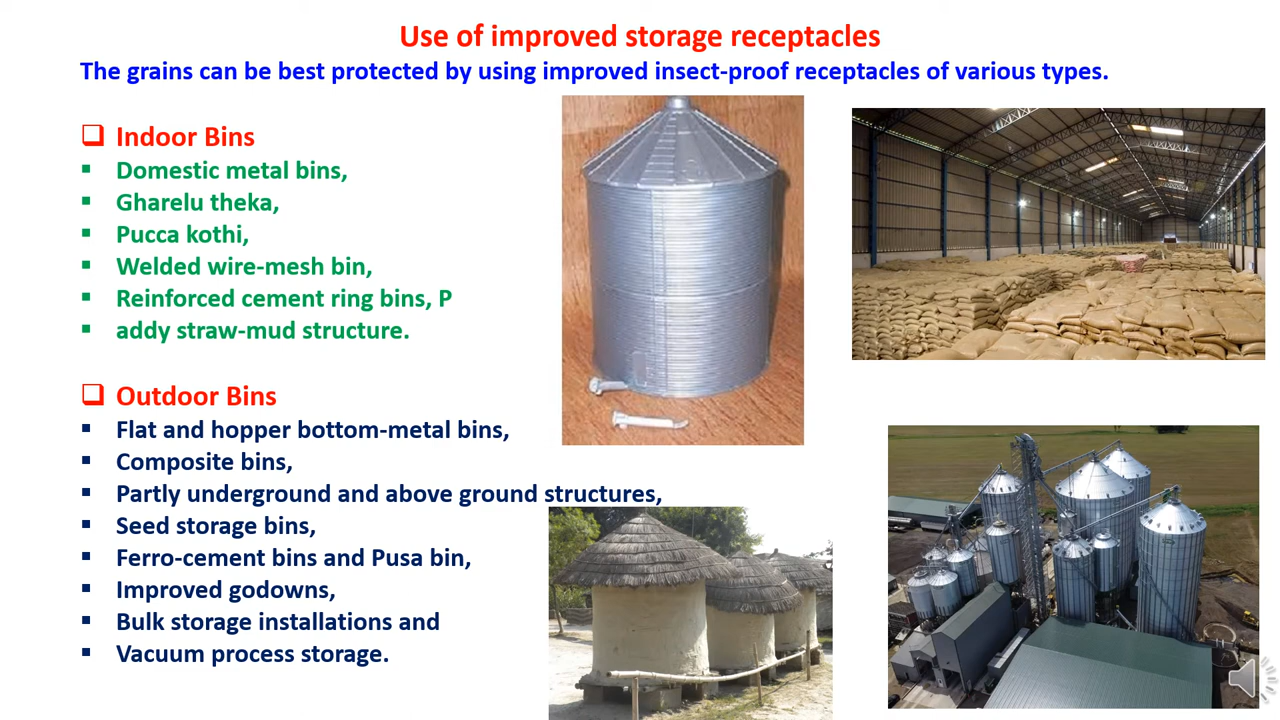 Use of improved storage receptacles
The grains can be best protected by using improved insect-proof receptacles of various types.
Indoor Bins
Domestic metal bins,
Gharelu theka,
Pucca kothi,
Welded wire-mesh bin,
Reinforced cement ring bins, P
addy straw-mud structure.
Outdoor Bins
Flat and hopper bottom-metal bins,
Composite bins,
Partly underground and above ground structures,
Seed storage bins,
Ferro-cement bins and Pusa bin,
Improved godowns,
Bulk storage installations and
Vacuum process storage.